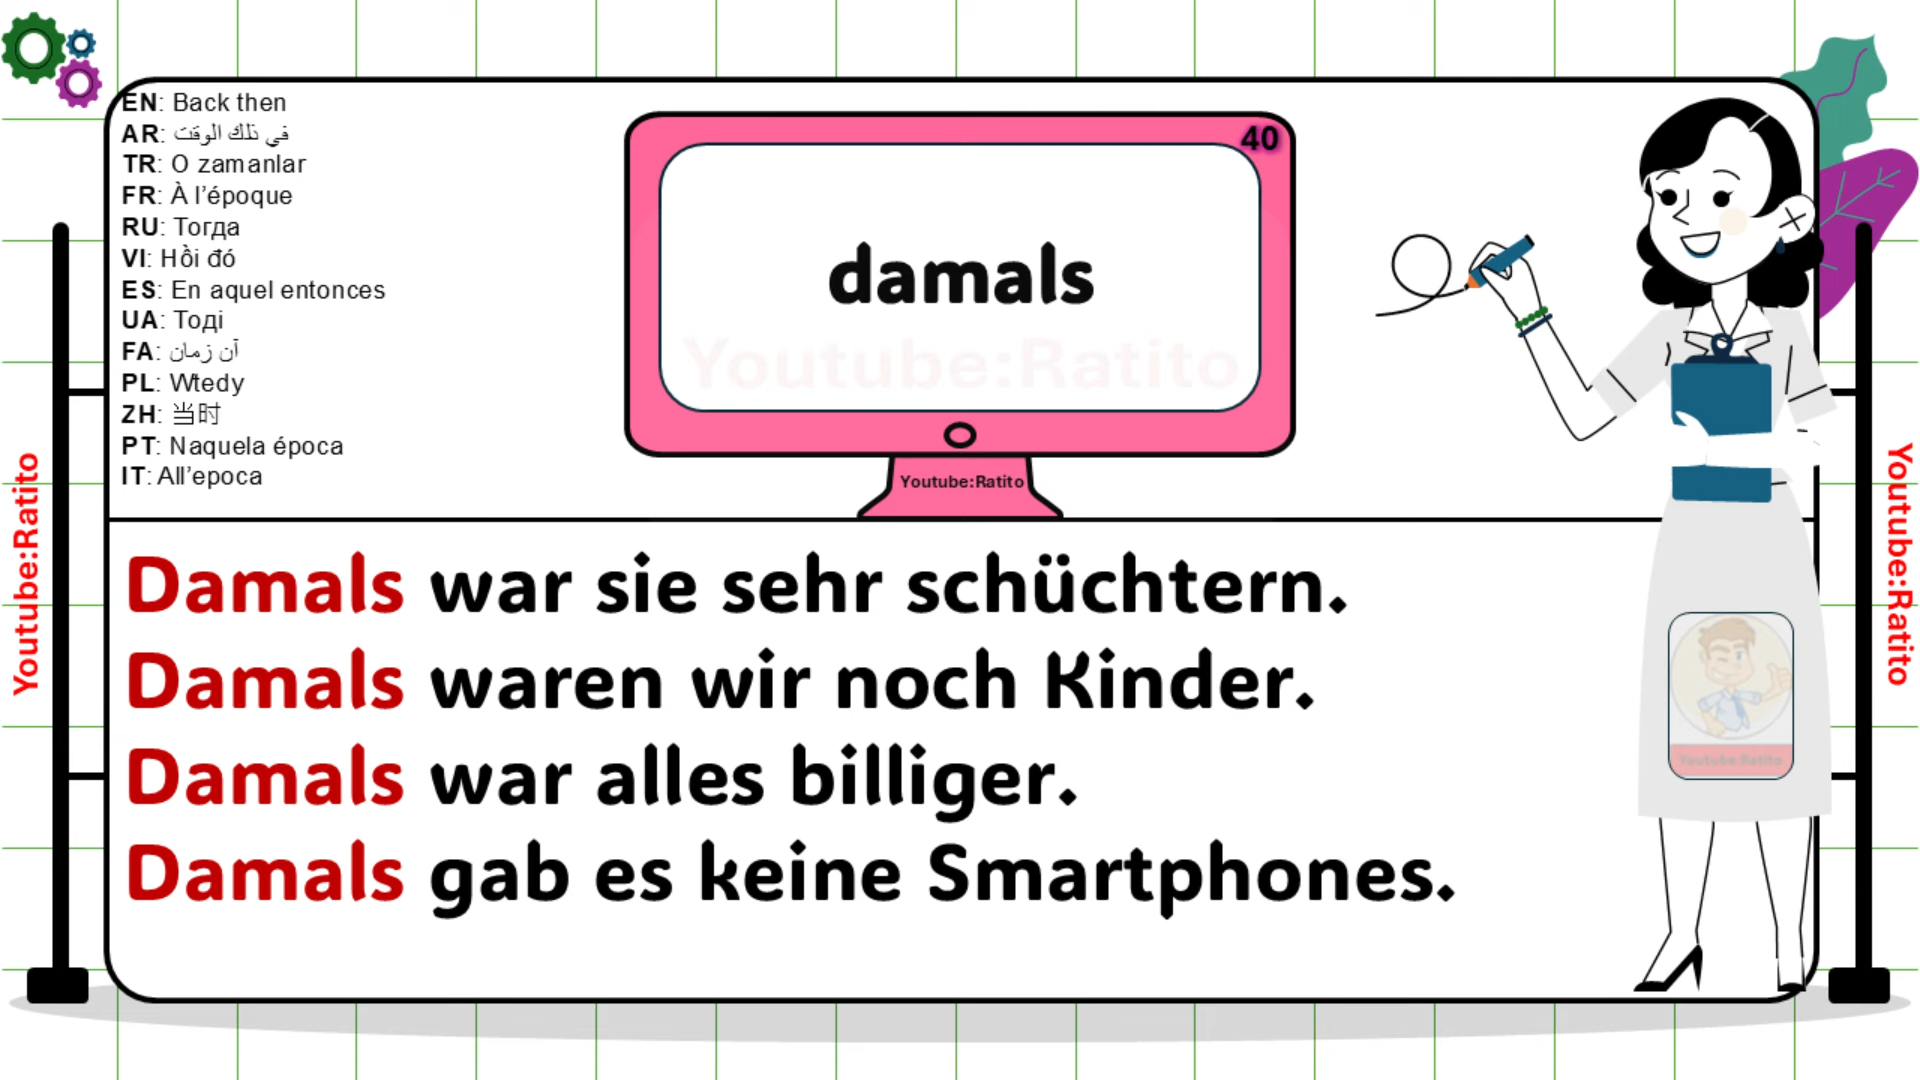 EN: Back then
AR: في ذلك الوقت
TR: O zamanlar
FR: À l’époque
RU: Тогда
VI: Hồi đó
ES: En aquel entonces
UA: Тоді
FA: آن زمان
PL: Wtedy
ZH: 当时
PT: Naquela época
IT: All’epoca
40
damals
Youtube:Ratito
Youtube:Ratito
Damals war sie sehr schüchtern.
Damals waren wir noch Kinder.
Damals war alles billiger.
Damals gab es keine Smartphones.
Youtube:Ratito
Youtube:Ratito
Youtube:Ratito